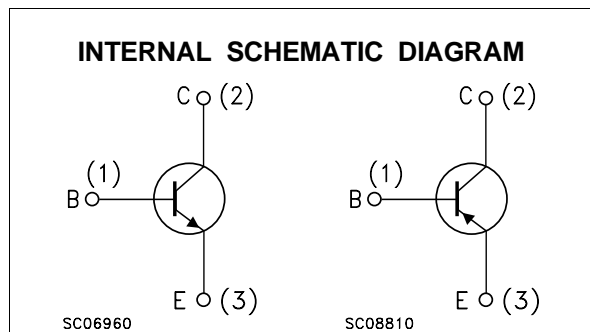 INTERNAL SCHEMATIC DIAGRAM
C (2)
C (2)
(1)
(1)
B
B
E (3)
E (3)
SC06960
SC08810